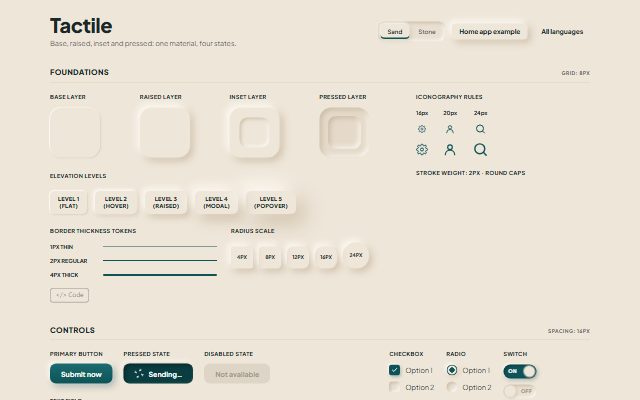 Tactile
Base, raised, inset and pressed: one material, four states.
Sand Stone Home app example All languages
FOUNDATIONS
GRID: 8PX
BASE LAYER RAISED LAYER INSET LAYER PRESSED LAYER ICONOGRAPHY RULES
16px 20px 24px
STROKE WEIGHT: 2PX · ROUND CAPS
ELEVATION LEVELS
LEVEL 1 (FLAT)
LEVEL 2 (HOVER)
LEVEL 3 (RAISED)
LEVEL 4 (MODAL)
LEVEL 5 (POPOVER)
BORDER THICKNESS TOKENS
1PX THIN
2PX REGULAR
4PX THICK
</> Code
RADIUS SCALE
4PX 8PX 12PX 16PX 24PX
CONTROLS
SPACING: 16PX
PRIMARY BUTTON PRESSED STATE DISABLED STATE CHECKBOX RADIO SWITCH
Submit now Sending... Not available
Option 1 Option 1 ON
Option 2 Option 2 OFF